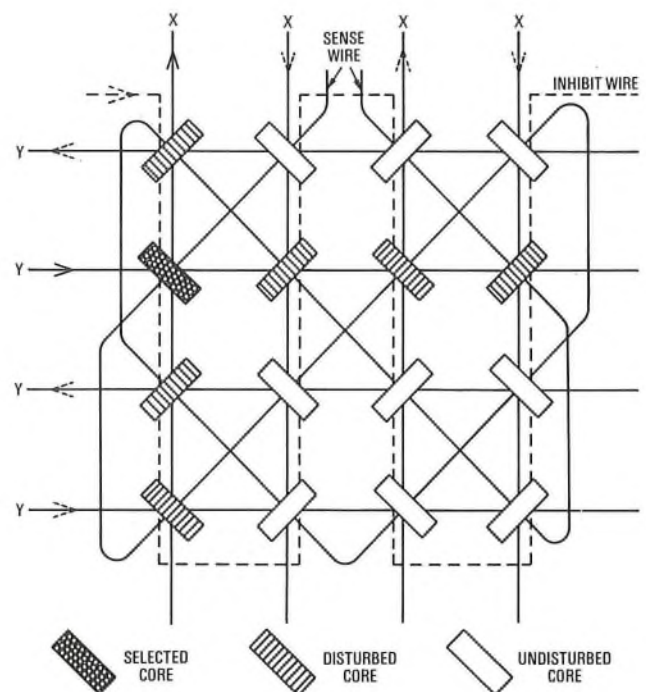 X X X X
SENSE
WIRE
INHIBIT WIRE
Y
Y
Y
Y
SELECTED
CORE
DISTURBED
CORE
UNDISTURBED
CORE